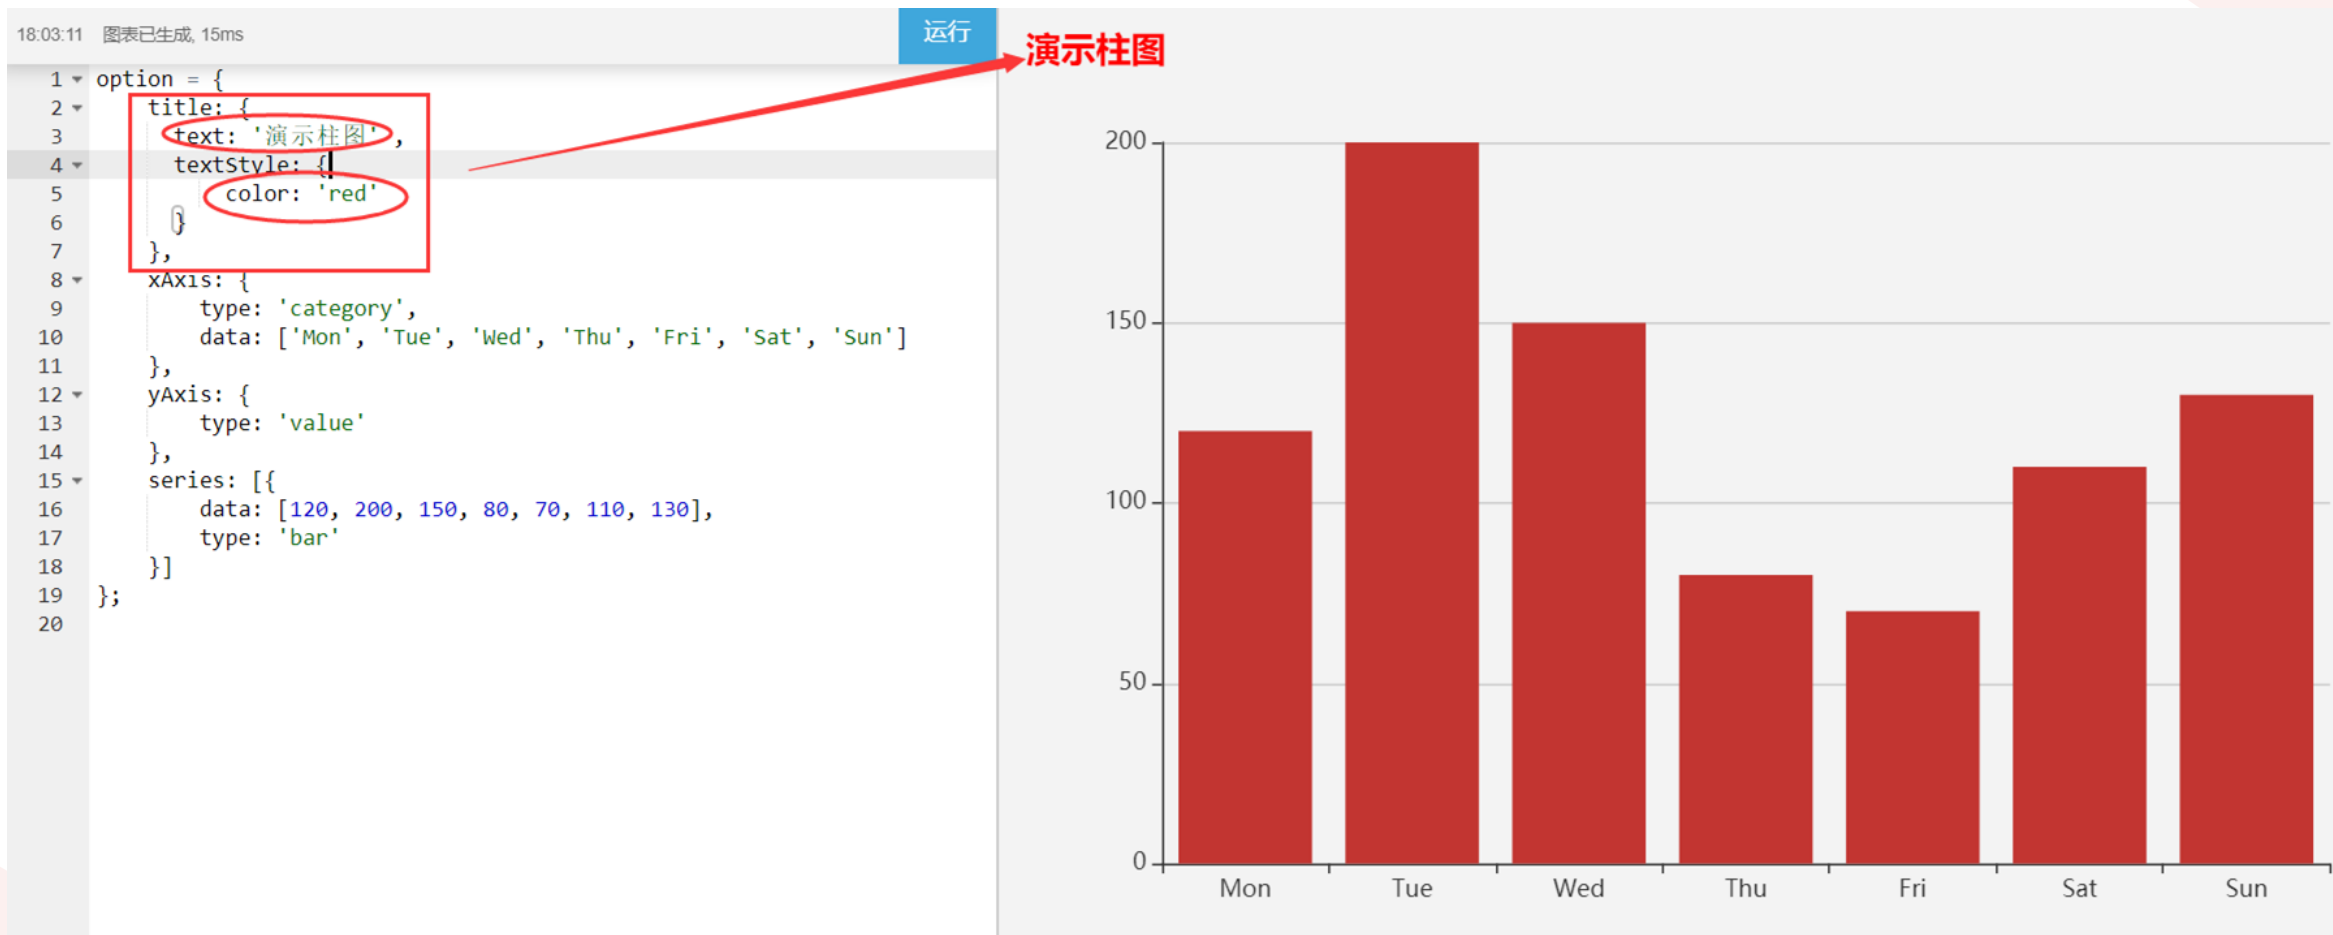 18:03:11 图表已生成, 15ms
运行
1 option = {
2 title: {
3 text: '演示柱图' ,
4 textStyle: {
5 color: 'red'
6 }
7 },
8 xAxis: {
9 type: 'category',
10 data: ['Mon', 'Tue', 'Wed', 'Thu', 'Fri', 'Sat', 'Sun']
11 },
12 yAxis: {
13 type: 'value'
14 },
15 series: [{
16 data: [120, 200, 150, 80, 70, 110, 130],
17 type: 'bar'
18 }]
19 };
20
演示柱图
200
150
100
50
0
Mon Tue Wed Thu Fri Sat Sun